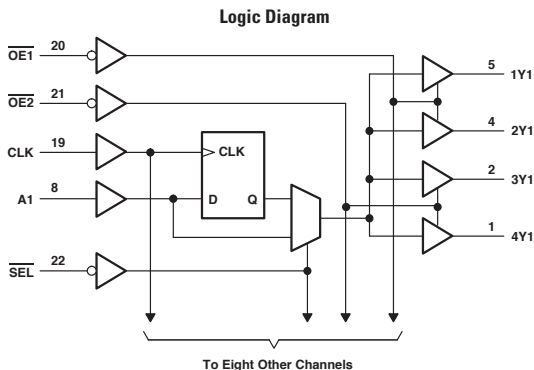 Logic Diagram
OE1 20
OE2 21
CLK 19
A1 8
SEL 22
CLK
D Q
5 1Y1
4 2Y1
2 3Y1
1 4Y1
To Eight Other Channels